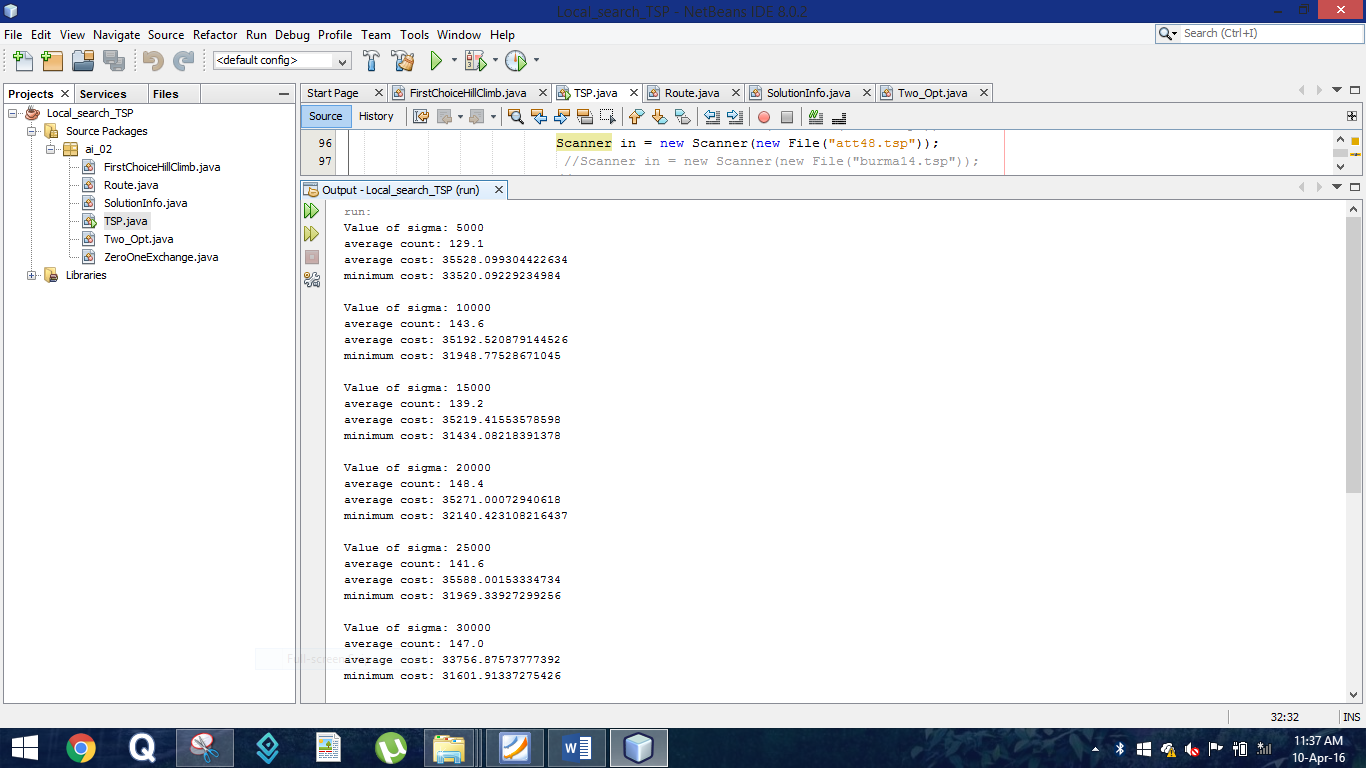 Local_search_TSP - NetBeans IDE 8.0.2
File Edit View Navigate Source Refactor Run Debug Profile Team Tools Window Help
Search (Ctrl+I)
<default config>
Projects Services Files
Local_search_TSP
Source Packages
ai_02
FirstChoiceHillClimb.java
Route.java
SolutionInfo.java
TSP.java
Two_Opt.java
ZeroOneExchange.java
Libraries
Start Page FirstChoiceHillClimb.java TSP.java Route.java SolutionInfo.java Two_Opt.java
Source History
96 Scanner in = new Scanner(new File("att48.tsp"));
97 //Scanner in = new Scanner(new File("burma14.tsp"));
Output - Local_search_TSP (run)
run:
Value of sigma: 5000
average count: 129.1
average cost: 35528.099304422634
minimum cost: 33520.09229234984
Value of sigma: 10000
average count: 143.6
average cost: 35192.520879144526
minimum cost: 31948.77528671045
Value of sigma: 15000
average count: 139.2
average cost: 35219.41553578598
minimum cost: 31434.08218391378
Value of sigma: 20000
average count: 148.4
average cost: 35271.00072940618
minimum cost: 32140.423108216437
Value of sigma: 25000
average count: 141.6
average cost: 35588.00153334734
minimum cost: 31969.33927299256
Value of sigma: 30000
average count: 147.0
average cost: 33756.87573777392
minimum cost: 31601.91337275426
32:32 INS
11:37 AM
10-Apr-16